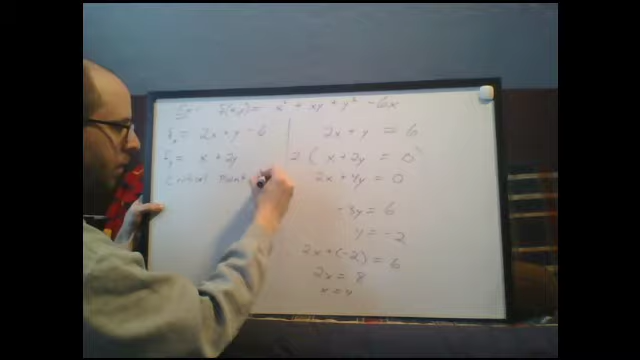 Ex: f(x,y) = x² + xy + y² - 6x
fx = 2x + y - 6
fy = x + 2y
Critical Point
2x + y = 6
2 ( x + 2y = 0 )
2x + 4y = 0
-3y = 6
y = -2
2x + (-2) = 6
2x = 8
x = 4